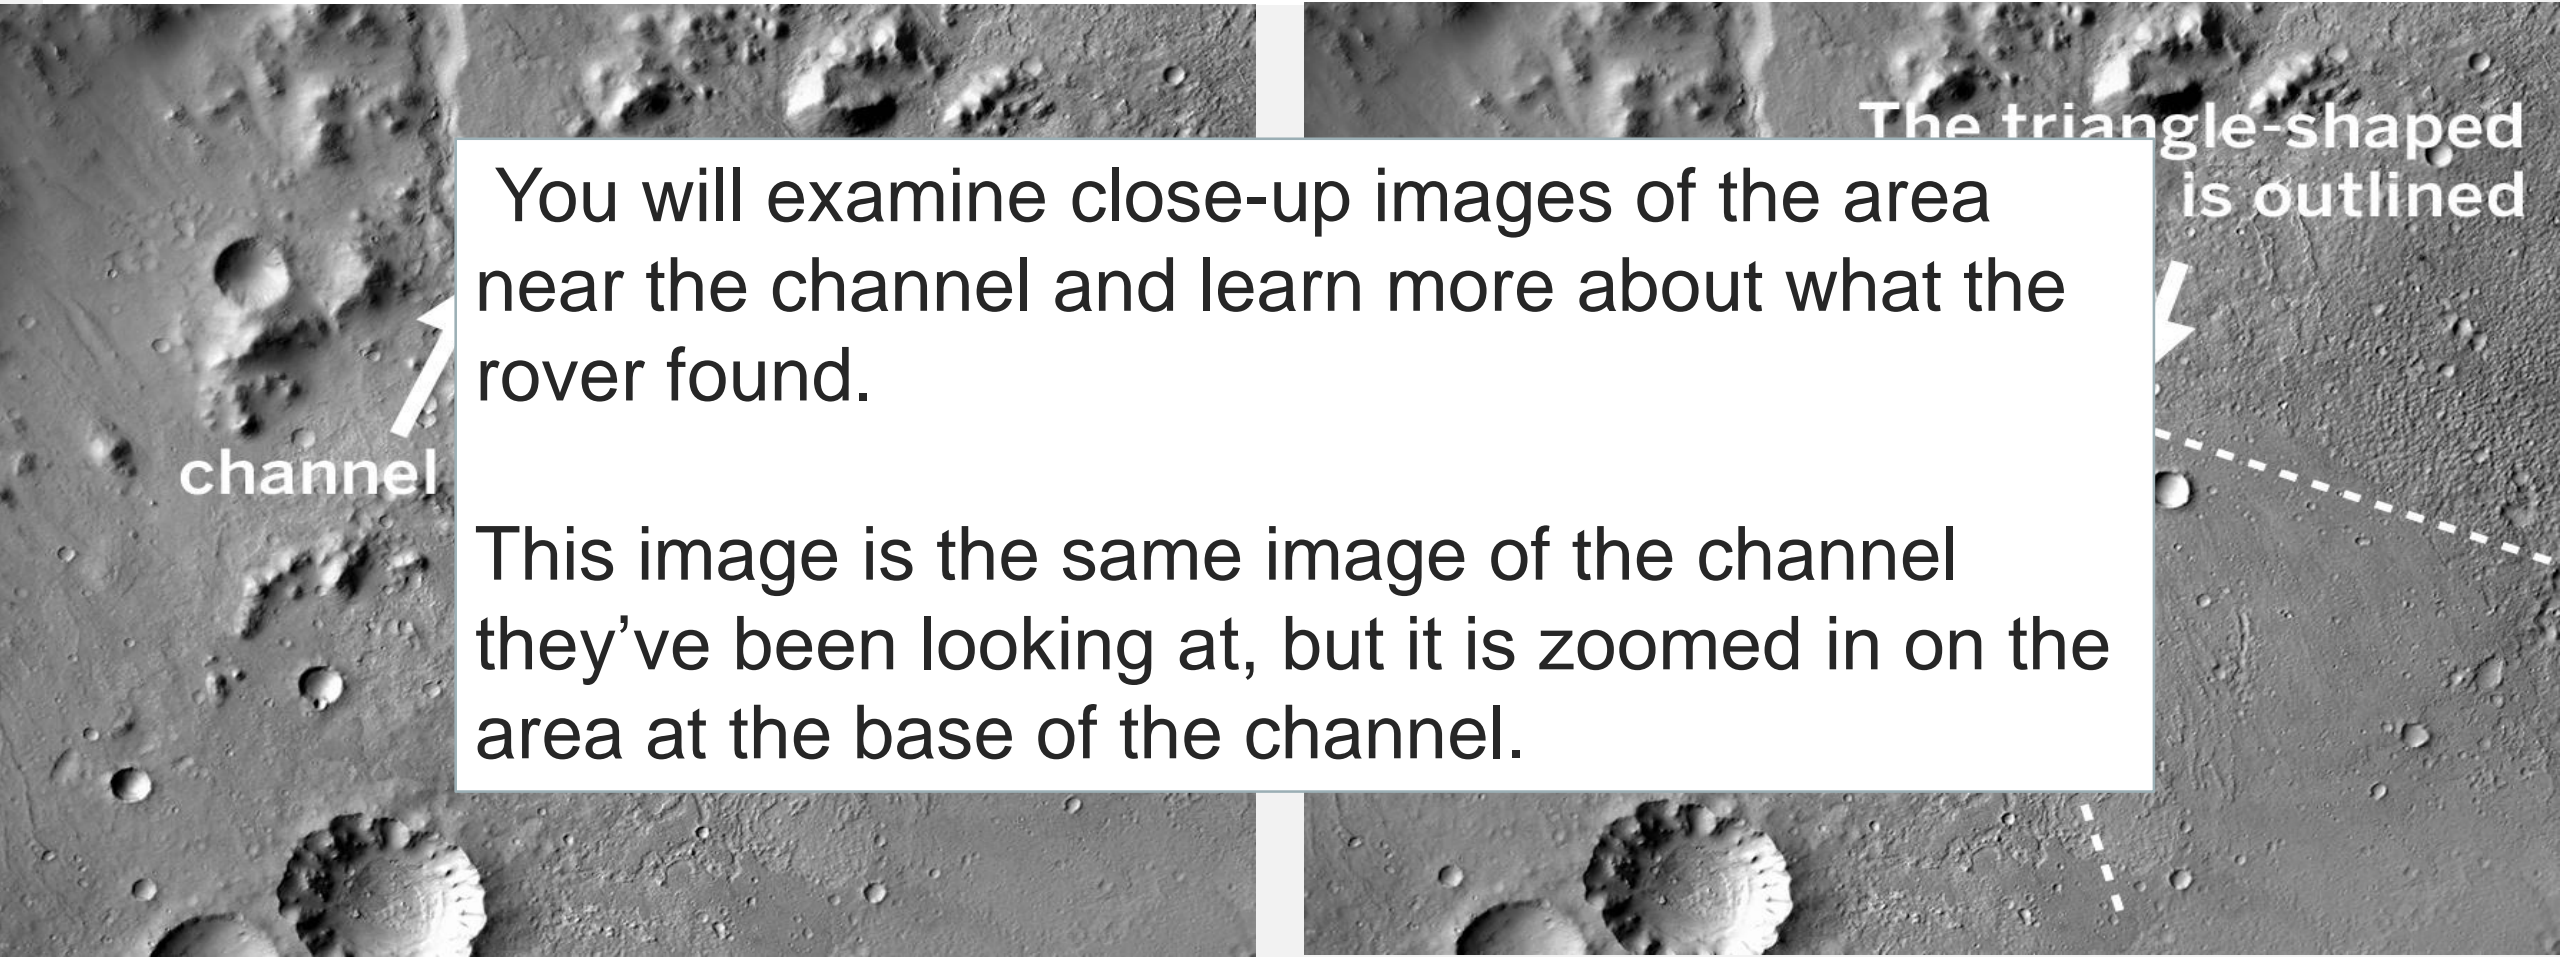 The triangle-shaped
is outlined
You will examine close-up images of the area
near the channel and learn more about what the
rover found.
channel
This image is the same image of the channel
they’ve been looking at, but it is zoomed in on the
area at the base of the channel.